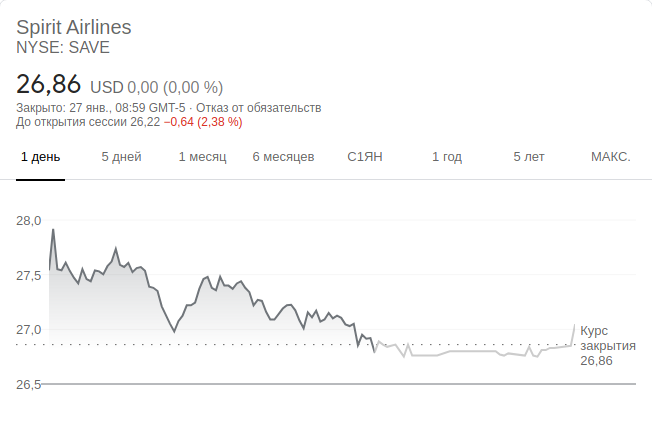 Spirit Airlines
NYSE: SAVE
26,86 USD 0,00 (0,00 %)
Закрыто: 27 янв., 08:59 GMT-5 · Отказ от обязательств
До открытия сессии 26,22 −0,64 (2,38 %)
1 день 5 дней 1 месяц 6 месяцев С1ЯН 1 год 5 лет МАКС.
28,0
27,5
27,0
Курс
закрытия
26,86
26,5